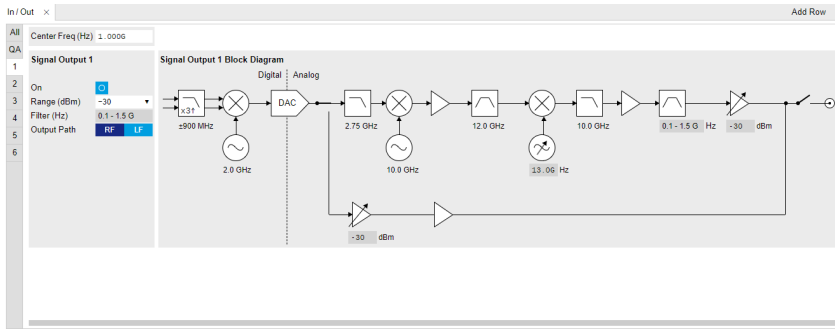 In / Out ×
Add Row
All
QA
1
2
3
4
5
6
Center Freq (Hz) 1.000G
Signal Output 1
On
Range (dBm) -30
Filter (Hz) 0.1 - 1.5 G
Output Path RF LF
Signal Output 1 Block Diagram
Digital Analog
x3↑
DAC
±900 MHz
2.75 GHz
12.0 GHz
10.0 GHz
0.1 - 1.5 G Hz
-30 dBm
2.0 GHz
10.0 GHz
13.0G Hz
-30 dBm